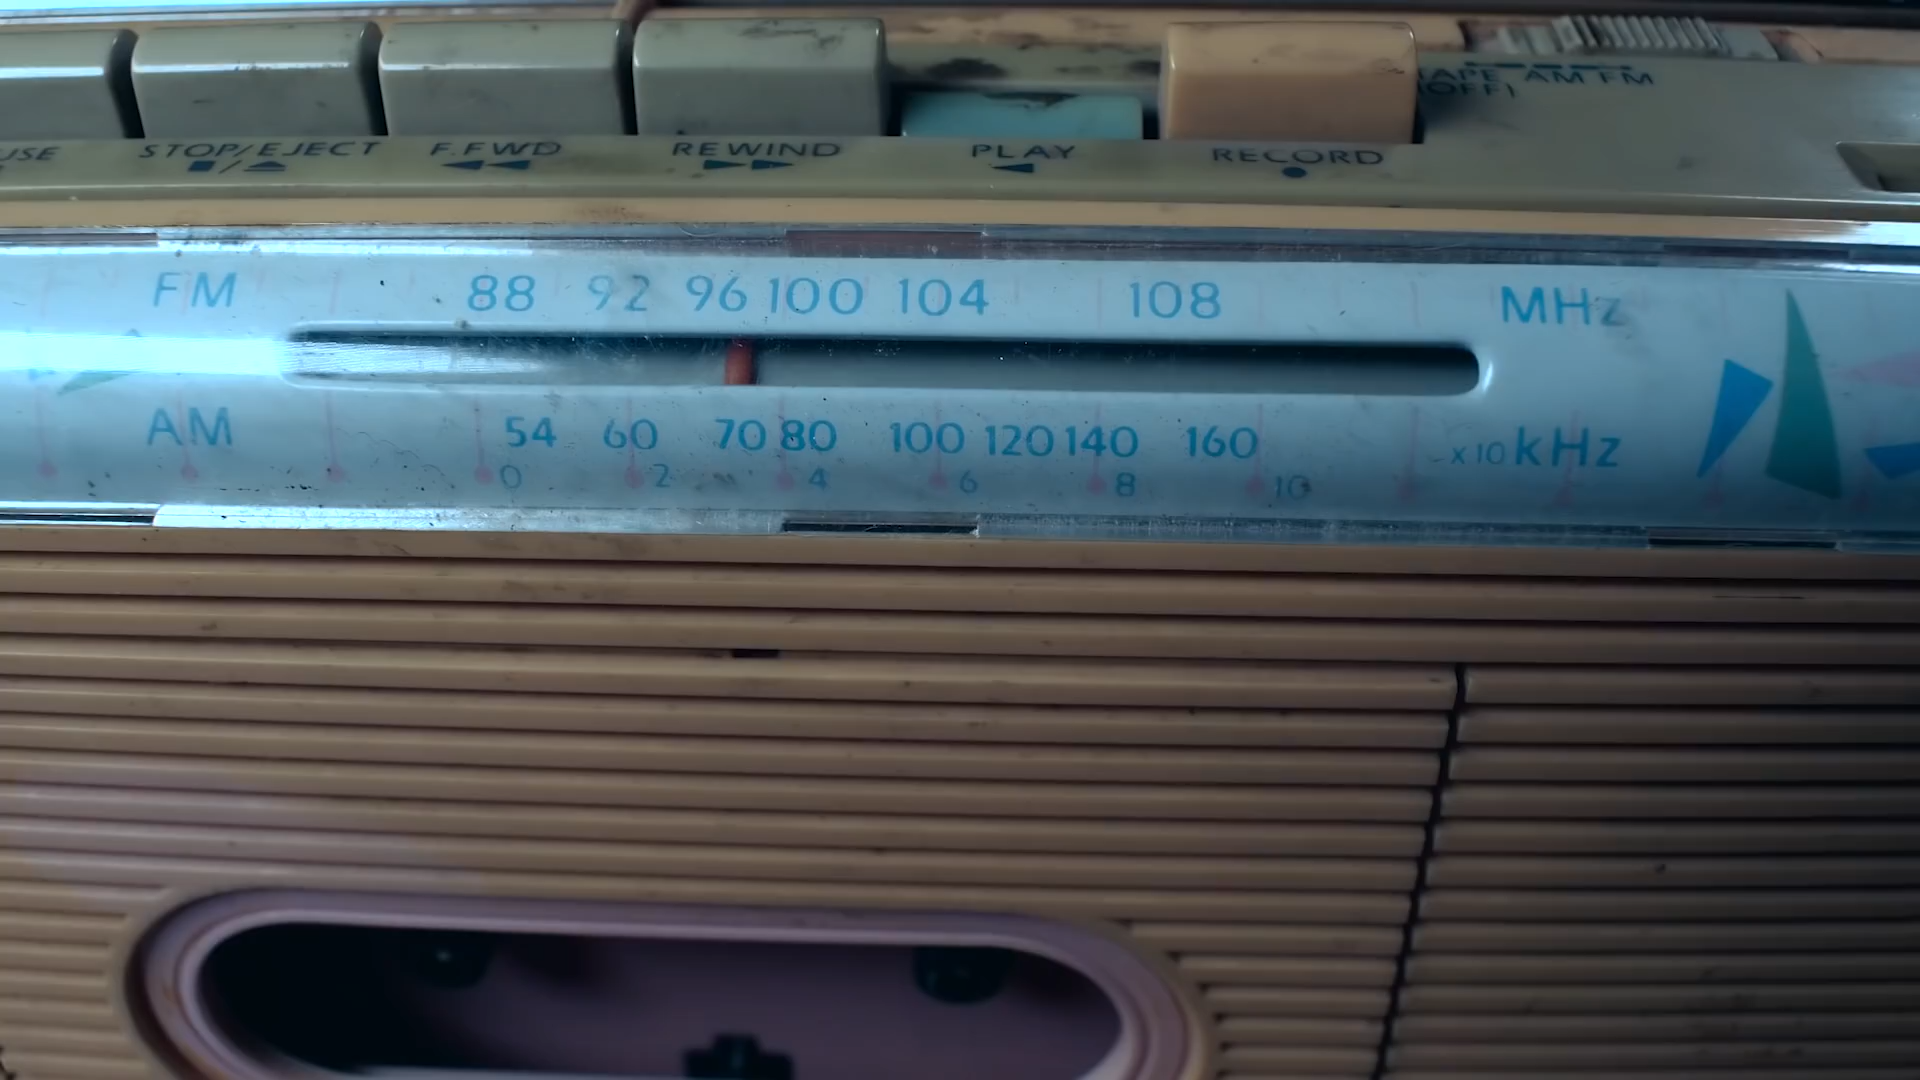 TAPE AM FM
(OFF)
USE STOP/EJECT F.FWD REWIND PLAY RECORD
FM 88 92 96 100 104 108 MHz
AM 54 60 70 80 100 120 140 160 x10 kHz
0 2 4 6 8 10